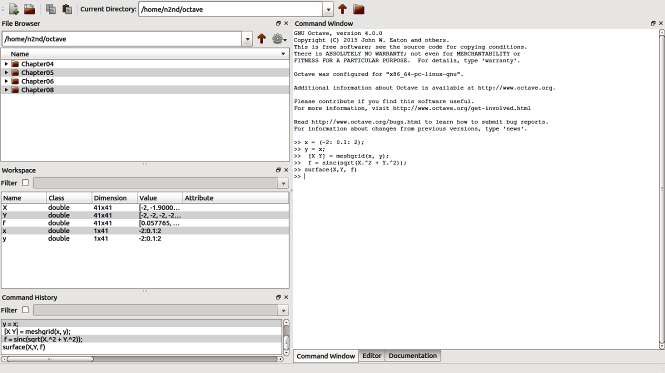 Current Directory: /home/n2nd/octave
File Browser
/home/n2nd/octave
Name
Chapter04
Chapter05
Chapter06
Chapter08
Workspace
Filter
Name Class Dimension Value Attribute
X double 41x41 [-2, -1.9000...
Y double 41x41 [-2, -2, -2, -2...
f double 41x41 [0.057765, ...
x double 1x41 -2:0.1:2
y double 1x41 -2:0.1:2
Command History
Filter
y = x;
[X Y] = meshgrid(x, y);
f = sinc(sqrt(X.^2 + Y.^2));
surface(X,Y, f)
Command Window
GNU Octave, version 4.0.0
Copyright (C) 2015 John W. Eaton and others.
This is free software; see the source code for copying conditions.
There is ABSOLUTELY NO WARRANTY; not even for MERCHANTABILITY or
FITNESS FOR A PARTICULAR PURPOSE. For details, type 'warranty'.
Octave was configured for "x86_64-pc-linux-gnu".
Additional information about Octave is available at http://www.octave.org.
Please contribute if you find this software useful.
For more information, visit http://www.octave.org/get-involved.html
Read http://www.octave.org/bugs.html to learn how to submit bug reports.
For information about changes from previous versions, type 'news'.
>> x = (-2: 0.1: 2);
>> y = x;
>> [X Y] = meshgrid(x, y);
>> f = sinc(sqrt(X.^2 + Y.^2));
>> surface(X,Y, f)
>>
Command Window Editor Documentation